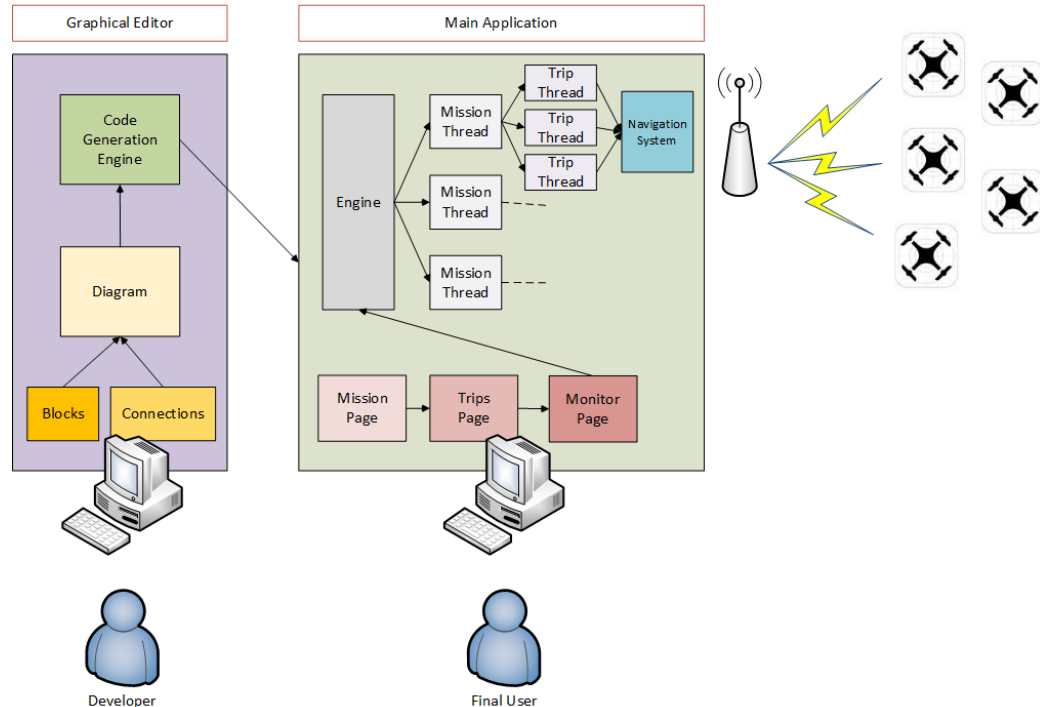 Graphical Editor
Main Application
Code
Generation
Engine
Diagram
Blocks
Connections
Engine
Mission
Thread
Mission
Thread
Mission
Thread
Trip
Thread
Trip
Thread
Trip
Thread
Navigation
System
Mission
Page
Trips
Page
Monitor
Page
Developer
Final User